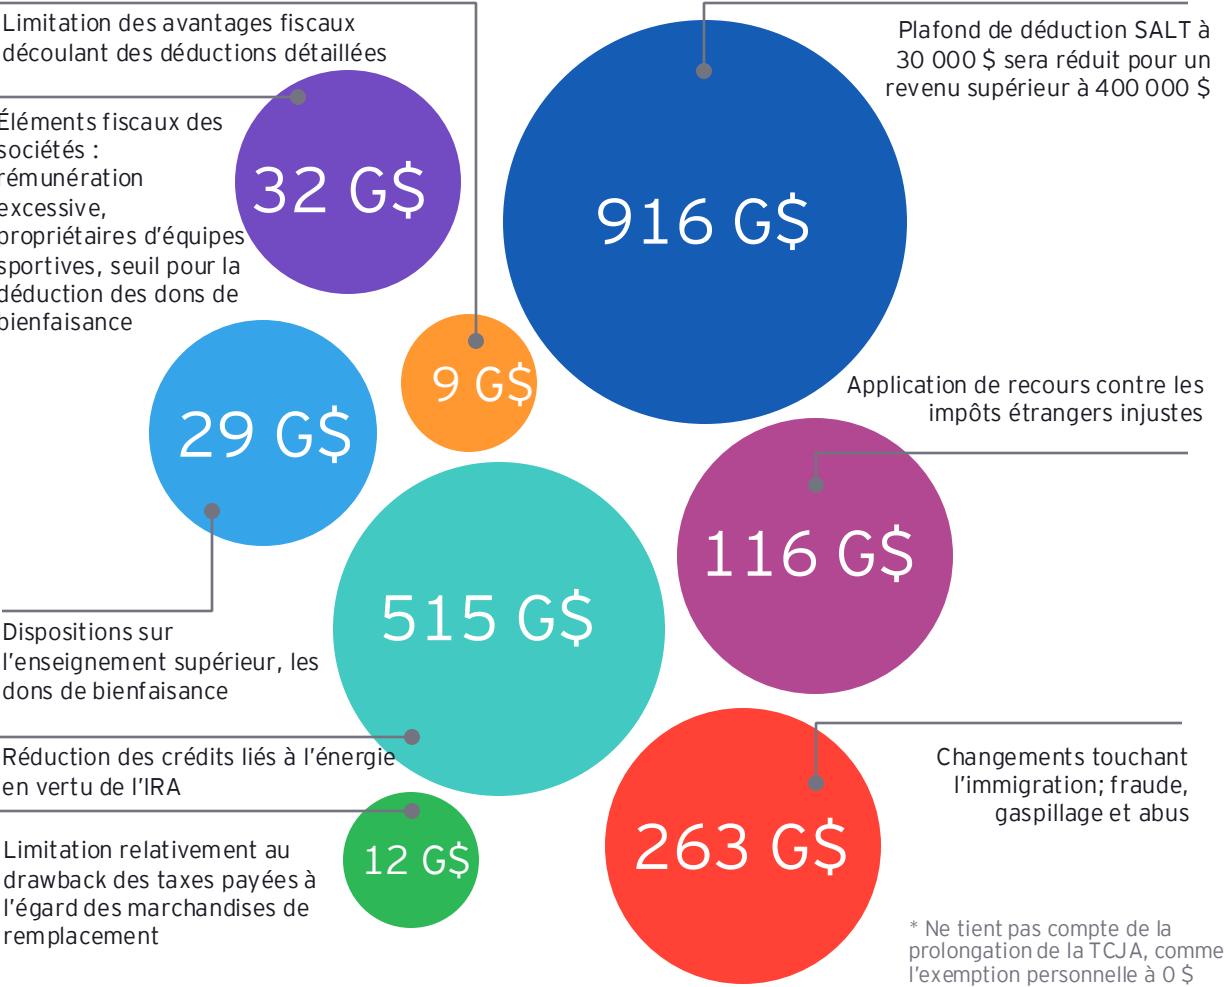 Limitation des avantages fiscaux
découlant des déductions détaillées
Plafond de déduction SALT à
30 000 $ sera réduit pour un
revenu supérieur à 400 000 $
Éléments fiscaux des
sociétés :
rémunération
excessive,
propriétaires d’équipes
sportives, seuil pour la
déduction des dons de
bienfaisance
32 G$
916 G$
9 G$
29 G$
Application de recours contre les
impôts étrangers injustes
116 G$
515 G$
Dispositions sur
l’enseignement supérieur, les
dons de bienfaisance
Réduction des crédits liés à l’énergie
en vertu de l’IRA
Changements touchant
l’immigration; fraude,
gaspillage et abus
263 G$
12 G$
Limitation relativement au
drawback des taxes payées à
l’égard des marchandises de
remplacement
* Ne tient pas compte de la
prolongation de la TCJA, comme
l’exemption personnelle à 0 $